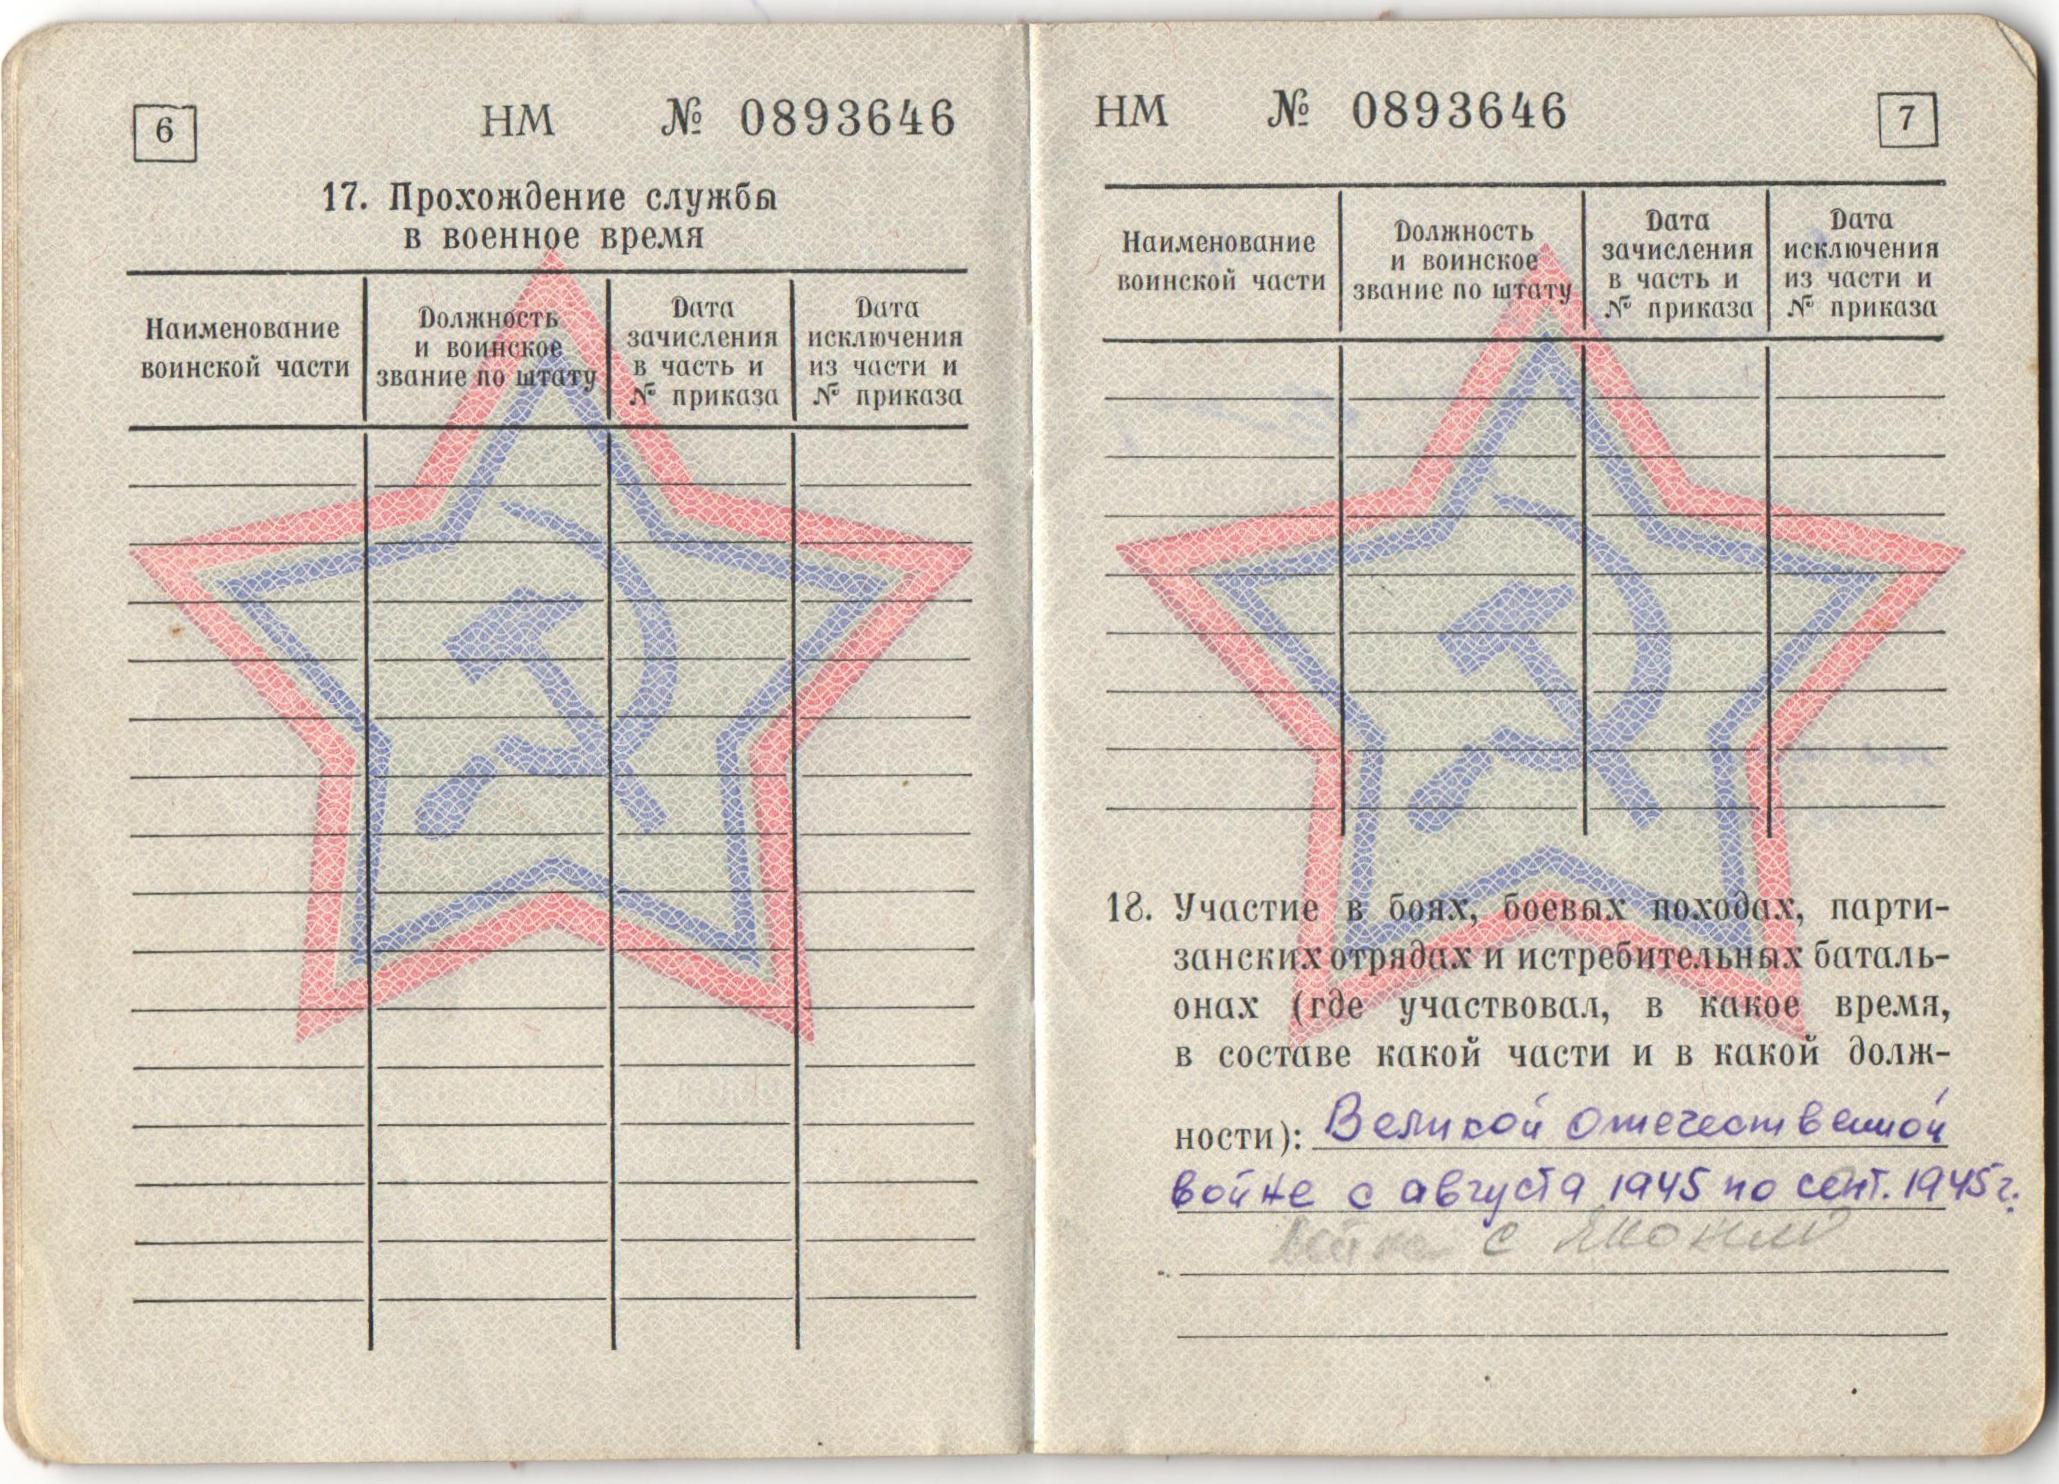 6
НМ № 0893646
17. Прохождение службы
в военное время
Наименование
воинской части
Должность
и воинское
звание по штату
Дата
зачисления
в часть и
№ приказа
Дата
исключения
из части и
№ приказа
НМ № 0893646
7
Наименование
воинской части
Должность
и воинское
звание по штату
Дата
зачисления
в часть и
№ приказа
Дата
исключения
из части и
№ приказа
18. Участие в боях, боевых походах, парти-
занских отрядах и истребительных баталь-
онах (где участвовал, в какое время,
в составе какой части и в какой долж-
ности): Великой отечественной
войне с августа 1945 по сент. 1945 г.
с Японией